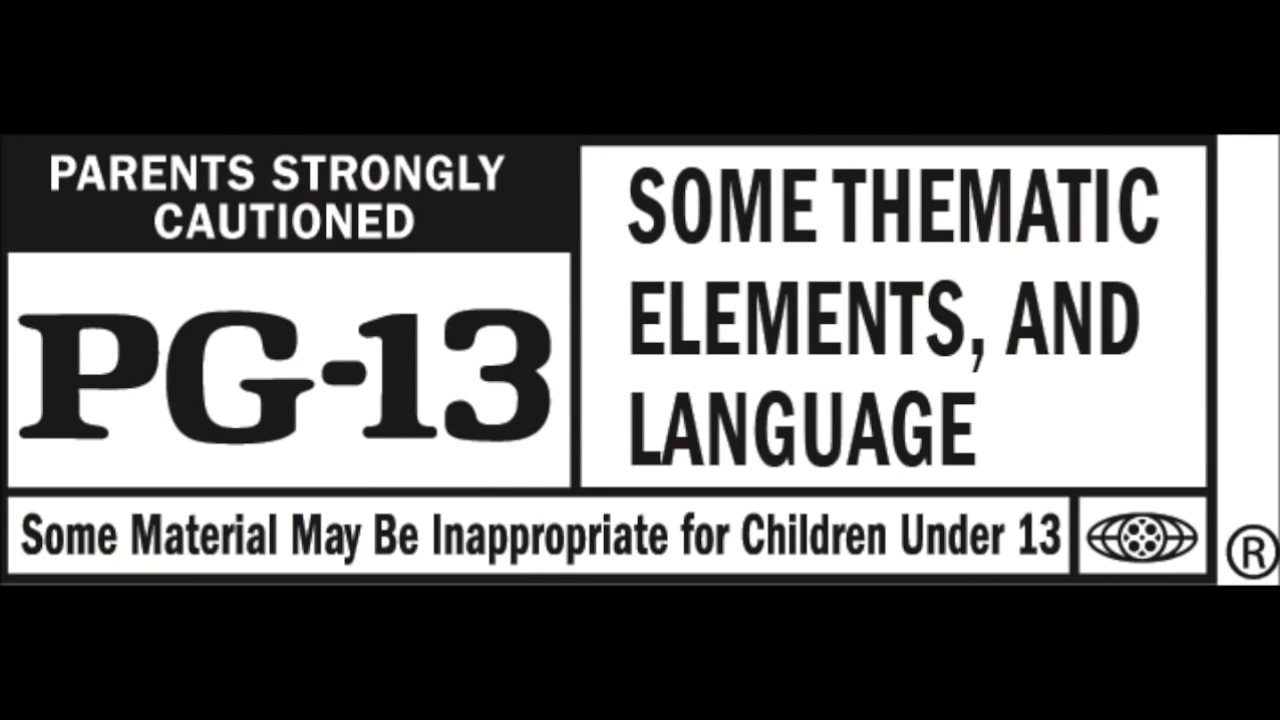 PARENTS STRONGLY
CAUTIONED
PG-13
SOME THEMATIC
ELEMENTS, AND
LANGUAGE
Some Material May Be Inappropriate for Children Under 13
®